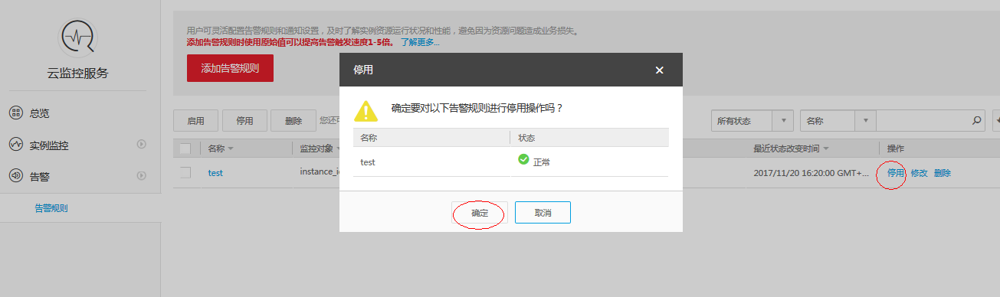 用户可灵活配置告警规则和通知设置，及时了解实例资源运行状况和性能，避免因为资源问题造成业务损失。
添加告警规则时使用原始值可以提高告警触发速度1-5倍。 了解更多...
添加告警规则
云监控服务
总览
实例监控
告警
告警规则
启用 停用 删除 您还可
所有状态 名称
名称 监控对象 最近状态改变时间 操作
test instance_i 2017/11/20 16:20:00 GMT+... 停用 修改 删除
停用
确定要对以下告警规则进行停用操作吗？
名称 状态
test 正常
确定 取消